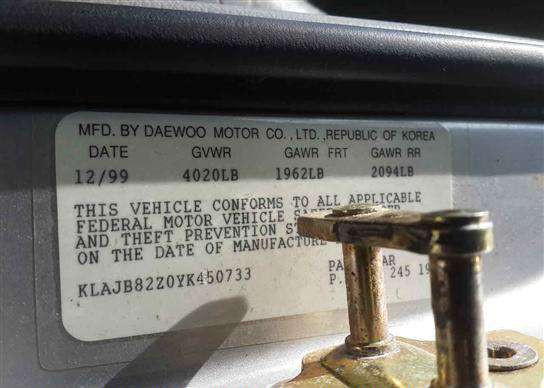 MFD. BY DAEWOO MOTOR CO., LTD., REPUBLIC OF KOREA
DATE GVWR GAWR FRT GAWR RR
12/99 4020LB 1962LB 2094LB
THIS VEHICLE CONFORMS TO ALL APPLICABLE
FEDERAL MOTOR VEHICLE
AND THEFT PREVENTION
ON THE DATE OF MANUFACTURE
KLAJB82Z0YK450733
245 19